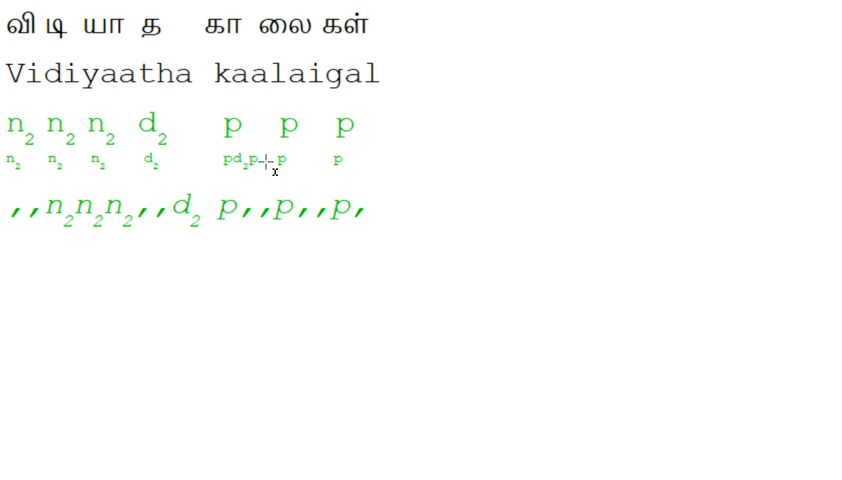 வி டி யா த கா லை கள்
Vidiyaatha kaalaigal
n₂ n₂ n₂ d₂ p p p
n₂ n₂ n₂ d₂ pd₂p p p
,,n₂n₂n₂,,d₂ p,,p,,p,